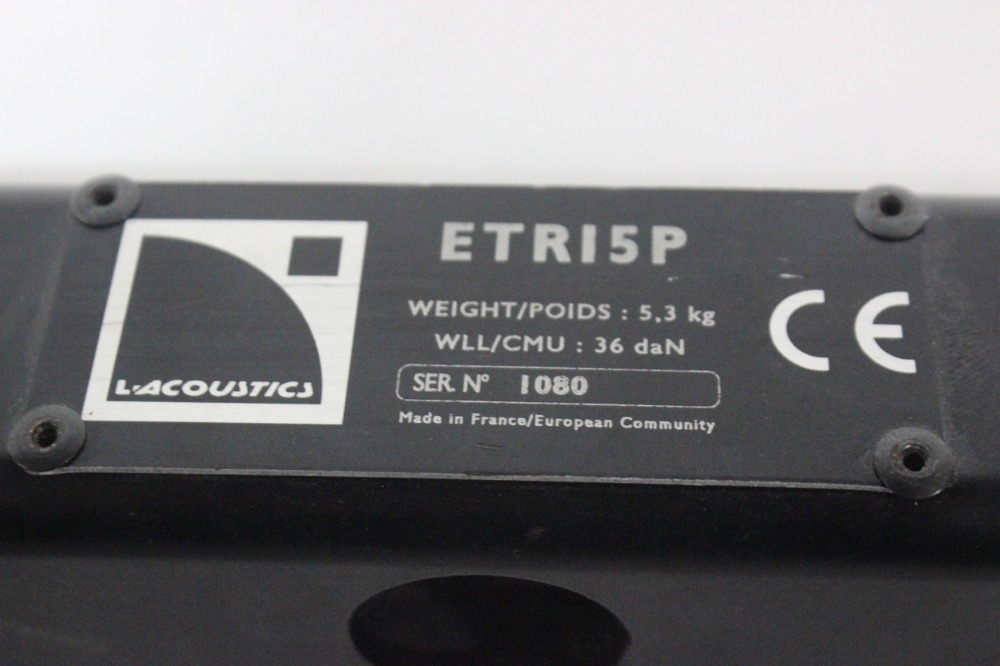 L-ACOUSTICS
ETR15P
WEIGHT/POIDS : 5,3 kg
WLL/CMU : 36 daN
SER. N° 1080
Made in France/European Community
CE